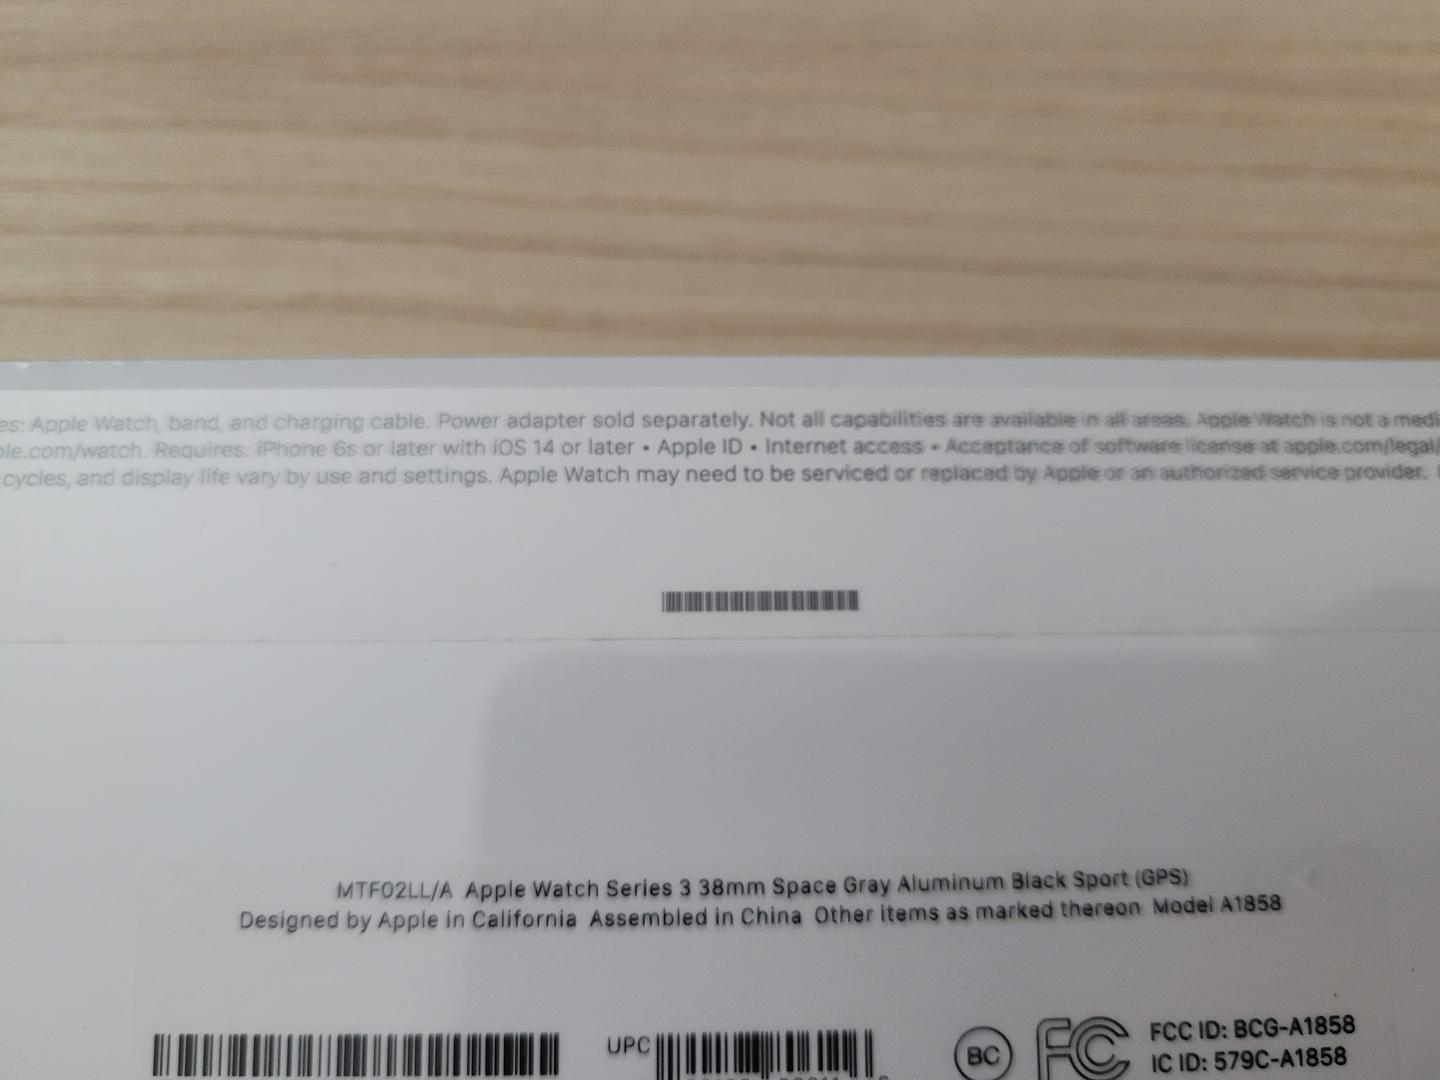 es: Apple Watch, band, and charging cable. Power adapter sold separately. Not all capabilities are available in all areas. Apple Watch is not a medi
ple.com/watch. Requires: iPhone 6s or later with iOS 14 or later • Apple ID • Internet access • Acceptance of software license at apple.com/legal/
cycles, and display life vary by use and settings. Apple Watch may need to be serviced or replaced by Apple or an authorized service provider.
MTF02LL/A Apple Watch Series 3 38mm Space Gray Aluminum Black Sport (GPS)
Designed by Apple in California Assembled in China Other items as marked thereon Model A1858
UPC
BC
FC
FCC ID: BCG-A1858
IC ID: 579C-A1858